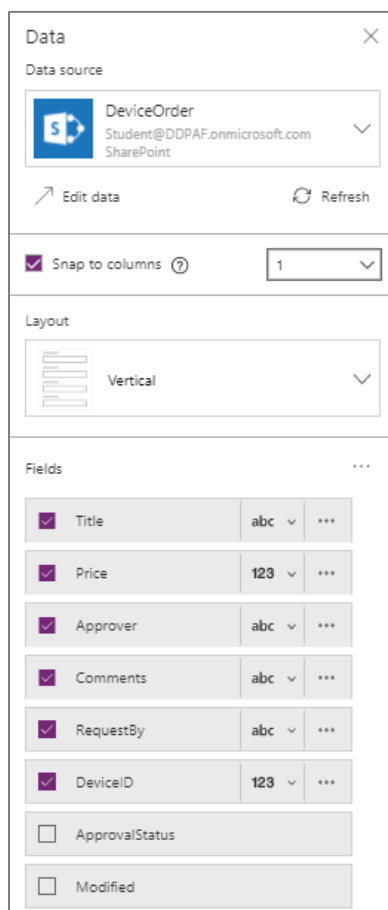 Data
Data source
DeviceOrder
Student@DDPAF.onmicrosoft.com
SharePoint
Edit data Refresh
Snap to columns ? 1
Layout
Vertical
Fields ...
Title abc ...
Price 123 ...
Approver abc ...
Comments abc ...
RequestBy abc ...
DeviceID 123 ...
ApprovalStatus
Modified